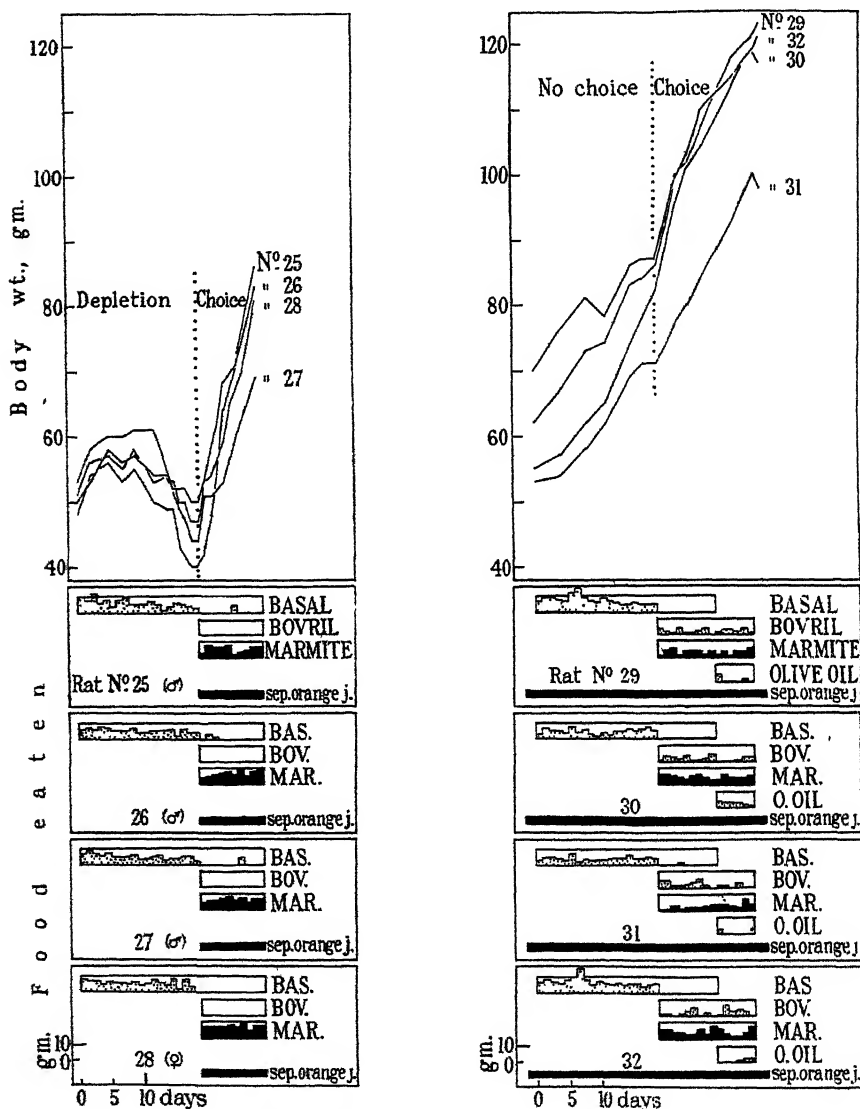 120
100
80
60
40
Body wt., gm.
Depletion
Choice
Nº 25
" 26
" 28
" 27
BASAL
BOVRIL
MARMITE
Rat Nº 25 (♂)
sep. orange j.
BAS.
BOV.
MAR.
26 (♂)
sep. orange j.
BAS.
BOV.
MAR.
27 (♂)
sep. orange j.
BAS.
BOV.
MAR.
28 (♀)
sep. orange j.
Food eaten
gm.
10
0
0 5 10 days
120
100
80
60
40
No choice
Choice
Nº 29
" 32
" 30
" 31
BASAL
BOVRIL
MARMITE
OLIVE OIL
Rat Nº 29
sep. orange j
BAS.
BOV.
MAR.
O. OIL
30
sep. orange j.
BAS.
BOV.
MAR.
O. OIL
31
sep. orange j
BAS
BOV.
MAR.
O. OIL
32
sep. orange j.
gm.
10
0
0 5 10 days